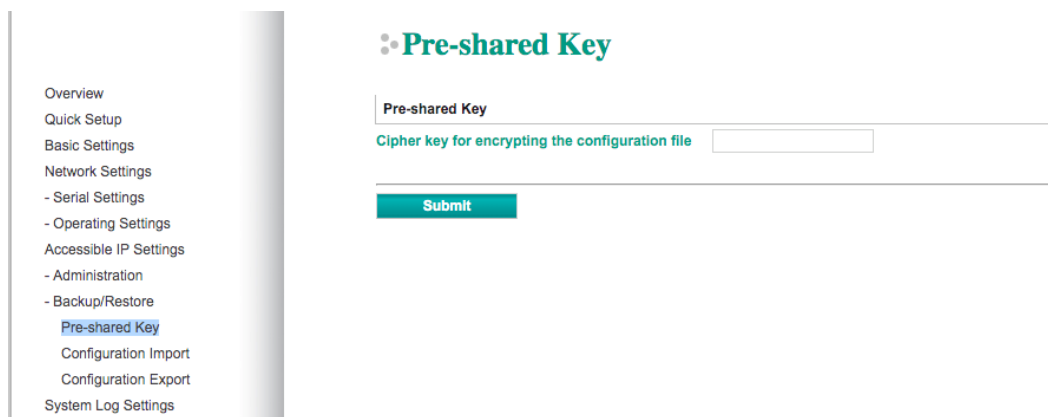 Pre-shared Key
Overview
Quick Setup
Basic Settings
Network Settings
- Serial Settings
- Operating Settings
Accessible IP Settings
- Administration
- Backup/Restore
Pre-shared Key
Configuration Import
Configuration Export
System Log Settings
Pre-shared Key
Cipher key for encrypting the configuration file
Submit